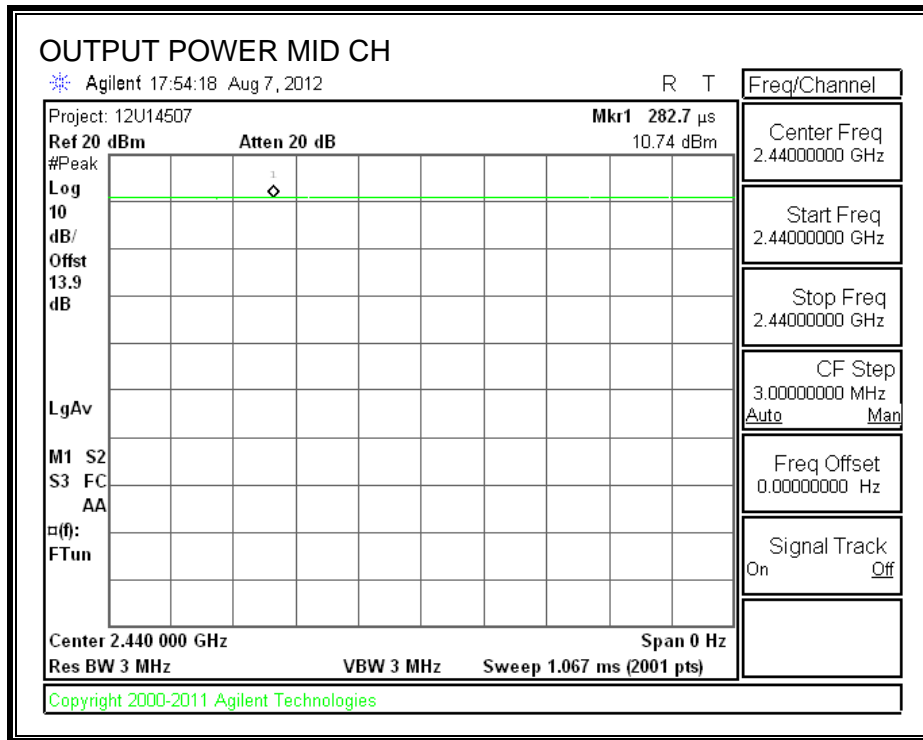 OUTPUT POWER MID CH
Agilent 17:54:18 Aug 7, 2012 R T
Freq/Channel
Project: 12U14507 Mkr1 282.7 µs
Ref 20 dBm Atten 20 dB 10.74 dBm
#Peak
Log
10
dB/
Offst
13.9
dB
1
LgAv
M1 S2
S3 FC
AA
¤(f):
FTun
Center 2.440 000 GHz Span 0 Hz
Res BW 3 MHz VBW 3 MHz Sweep 1.067 ms (2001 pts)
Center Freq
2.44000000 GHz
Start Freq
2.44000000 GHz
Stop Freq
2.44000000 GHz
CF Step
3.00000000 MHz
Auto Man
Freq Offset
0.00000000 Hz
Signal Track
On Off
Copyright 2000-2011 Agilent Technologies